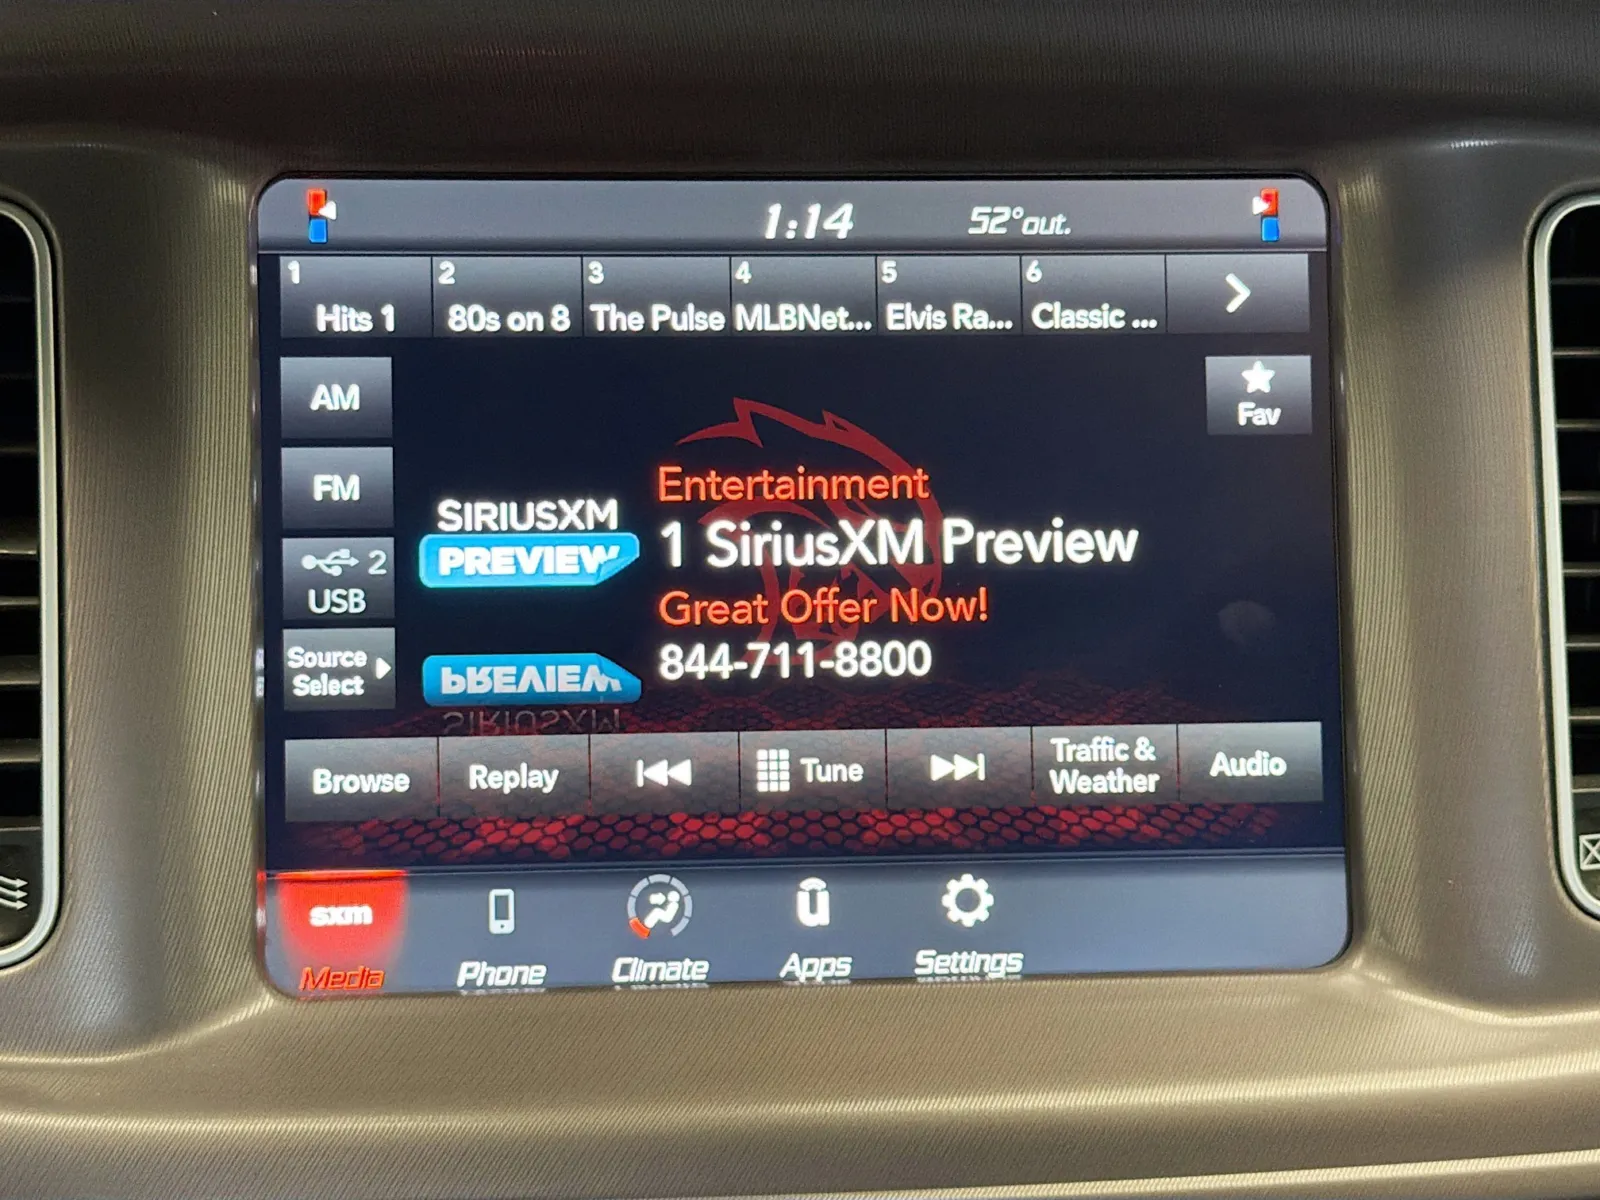 1:14 52°out.
1 2 3 4 5 6
Hits 1 80s on 8 The Pulse MLBNet... Elvis Ra... Classic ...
AM
Fav
FM
Entertainment
SIRIUSXM
PREVIEW
1 SiriusXM Preview
2
USB
Great Offer Now!
Source
Select
844-711-8800
PREVIEW
SIRIUSXM
Browse Replay Tune Traffic &
Weather Audio
sxm
Media Phone Climate Apps Settings